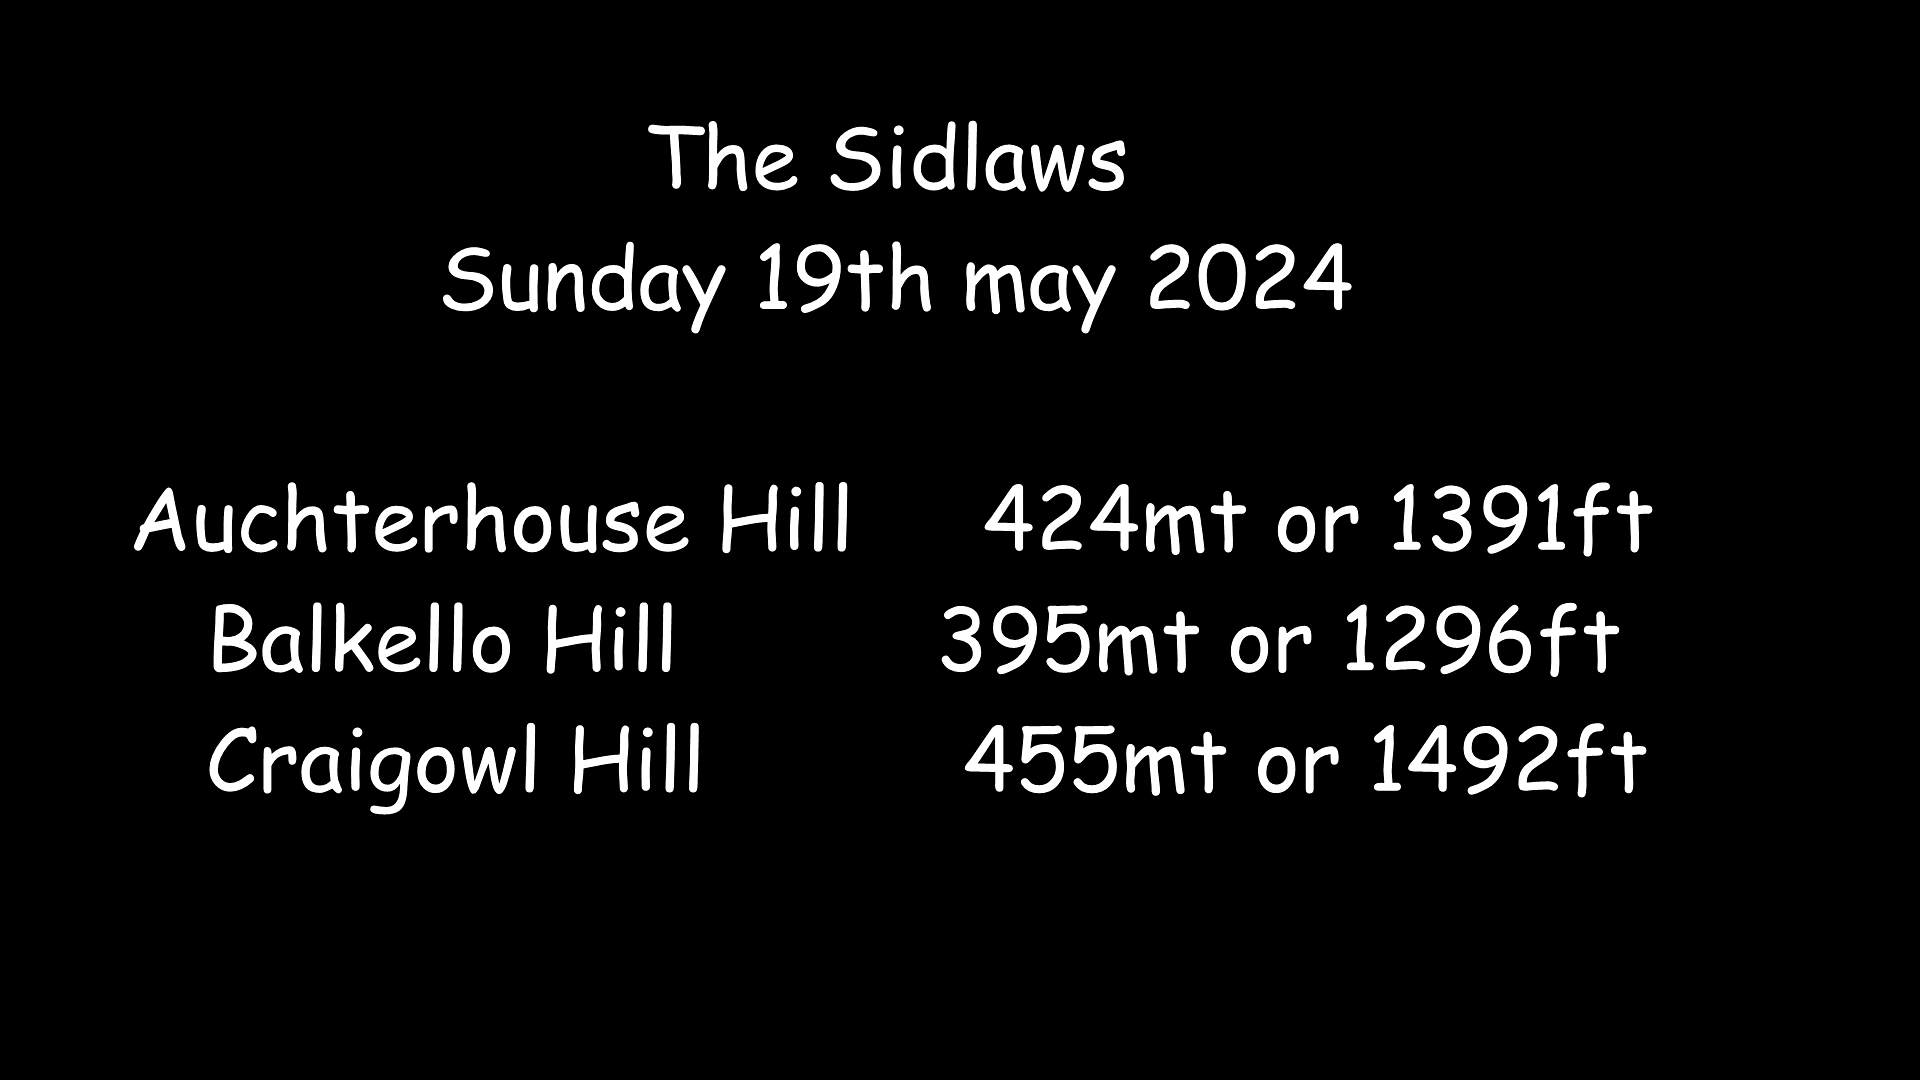 The Sidlaws
Sunday 19th may 2024
Auchterhouse Hill 424mt or 1391ft
Balkello Hill 395mt or 1296ft
Craigowl Hill 455mt or 1492ft